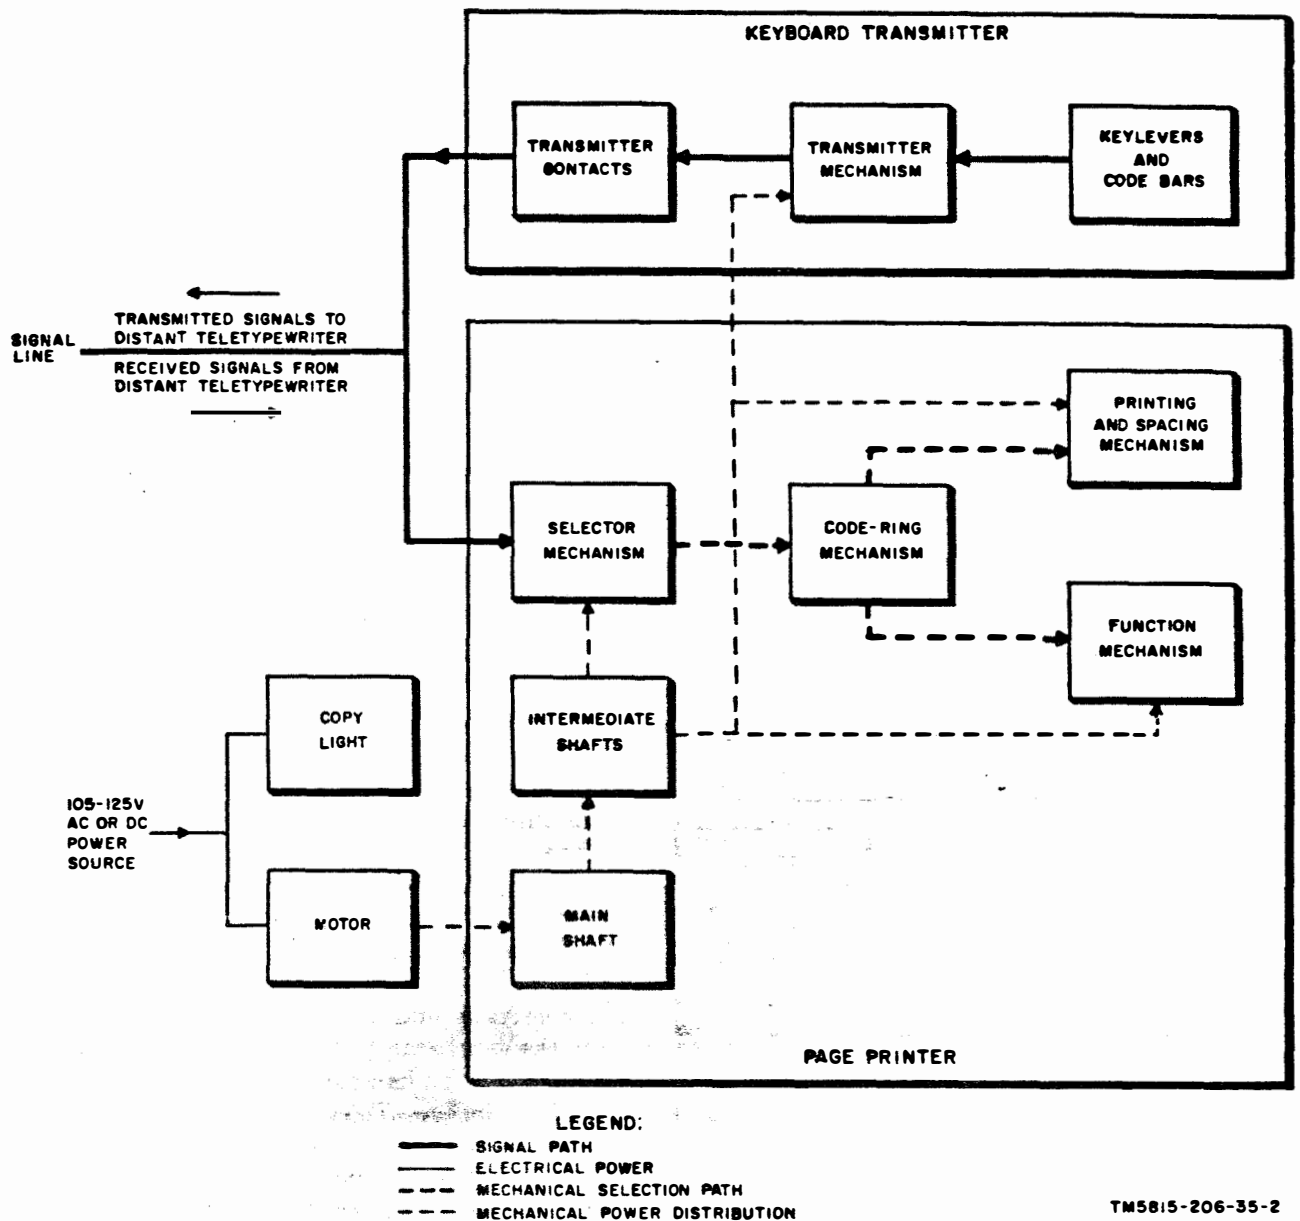 KEYBOARD TRANSMITTER
TRANSMITTER
CONTACTS
TRANSMITTER
MECHANISM
KEYLEVERS
AND
CODE BARS
TRANSMITTED SIGNALS TO
DISTANT TELETYPEWRITER
SIGNAL
LINE
RECEIVED SIGNALS FROM
DISTANT TELETYPEWRITER
PRINTING
AND SPACING
MECHANISM
SELECTOR
MECHANISM
CODE-RING
MECHANISM
FUNCTION
MECHANISM
COPY
LIGHT
INTERMEDIATE
SHAFTS
105-125V
AC OR DC
POWER
SOURCE
MOTOR
MAIN
SHAFT
PAGE PRINTER
LEGEND:
SIGNAL PATH
ELECTRICAL POWER
MECHANICAL SELECTION PATH
MECHANICAL POWER DISTRIBUTION
TM5815-206-35-2